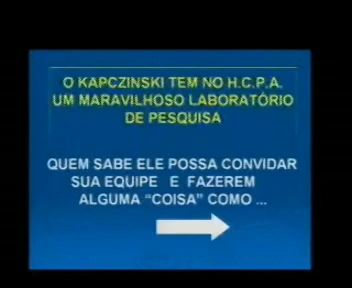 O KAPCZINSKI TEM NO H.C.P.A.
UM MARAVILHOSO LABORATÓRIO
DE PESQUISA
QUEM SABE ELE POSSA CONVIDAR
SUA EQUIPE E FAZEREM
ALGUMA “COISA” COMO ...